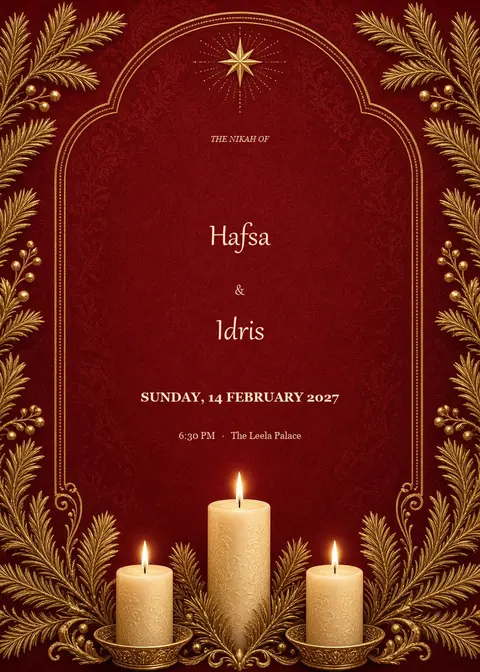 THE NIKAH OF
Hafsa
&
Idris
SUNDAY, 14 FEBRUARY 2027
6:30 PM · The Leela Palace